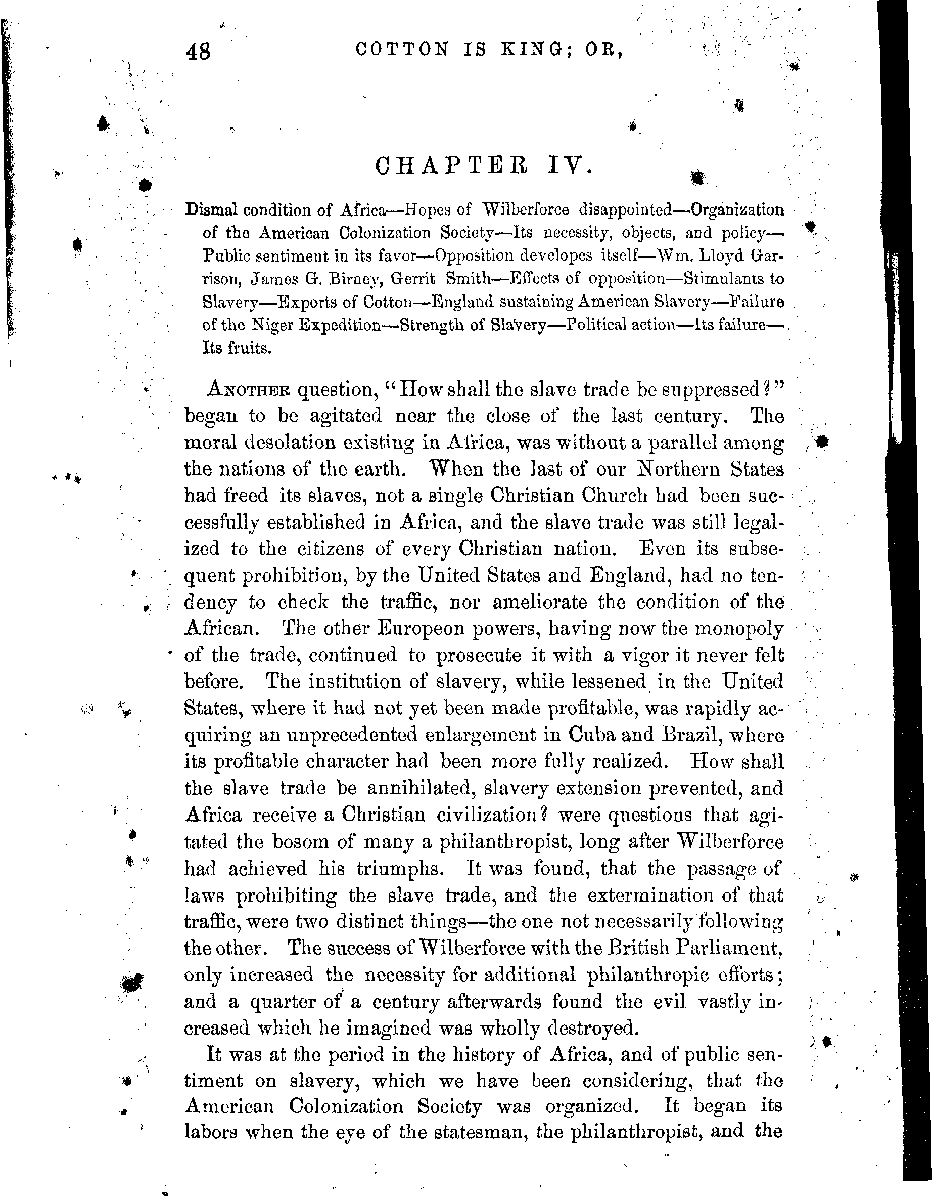 48 COTTON IS KING; OR,
CHAPTER IV.
Dismal condition of Africa—Hopes of Wilberforce disappointed—Organization
of the American Colonization Society—Its necessity, objects, and policy—
Public sentiment in its favor—Opposition developes itself—Wm. Lloyd Gar-
rison, James G. Birney, Gerrit Smith—Effects of opposition—Stimulants to
Slavery—Exports of Cotton—England sustaining American Slavery—Failure
of the Niger Expedition—Strength of Slavery—Political action—Its failure—
Its fruits.
ANOTHER question, “How shall the slave trade be suppressed?”
began to be agitated near the close of the last century. The
moral desolation existing in Africa, was without a parallel among
the nations of the earth. When the last of our Northern States
had freed its slaves, not a single Christian Church had been suc-
cessfully established in Africa, and the slave trade was still legal-
ized to the citizens of every Christian nation. Even its subse-
quent prohibition, by the United States and England, had no ten-
dency to check the traffic, nor ameliorate the condition of the
African. The other Europeon powers, having now the monopoly
of the trade, continued to prosecute it with a vigor it never felt
before. The institution of slavery, while lessened in the United
States, where it had not yet been made profitable, was rapidly ac-
quiring an unprecedented enlargement in Cuba and Brazil, where
its profitable character had been more fully realized. How shall
the slave trade be annihilated, slavery extension prevented, and
Africa receive a Christian civilization? were questions that agi-
tated the bosom of many a philanthropist, long after Wilberforce
had achieved his triumphs. It was found, that the passage of
laws prohibiting the slave trade, and the extermination of that
traffic, were two distinct things—the one not necessarily following
the other. The success of Wilberforce with the British Parliament,
only increased the necessity for additional philanthropic efforts;
and a quarter of a century afterwards found the evil vastly in-
creased which he imagined was wholly destroyed.
It was at the period in the history of Africa, and of public sen-
timent on slavery, which we have been considering, that the
American Colonization Society was organized. It began its
labors when the eye of the statesman, the philanthropist, and the